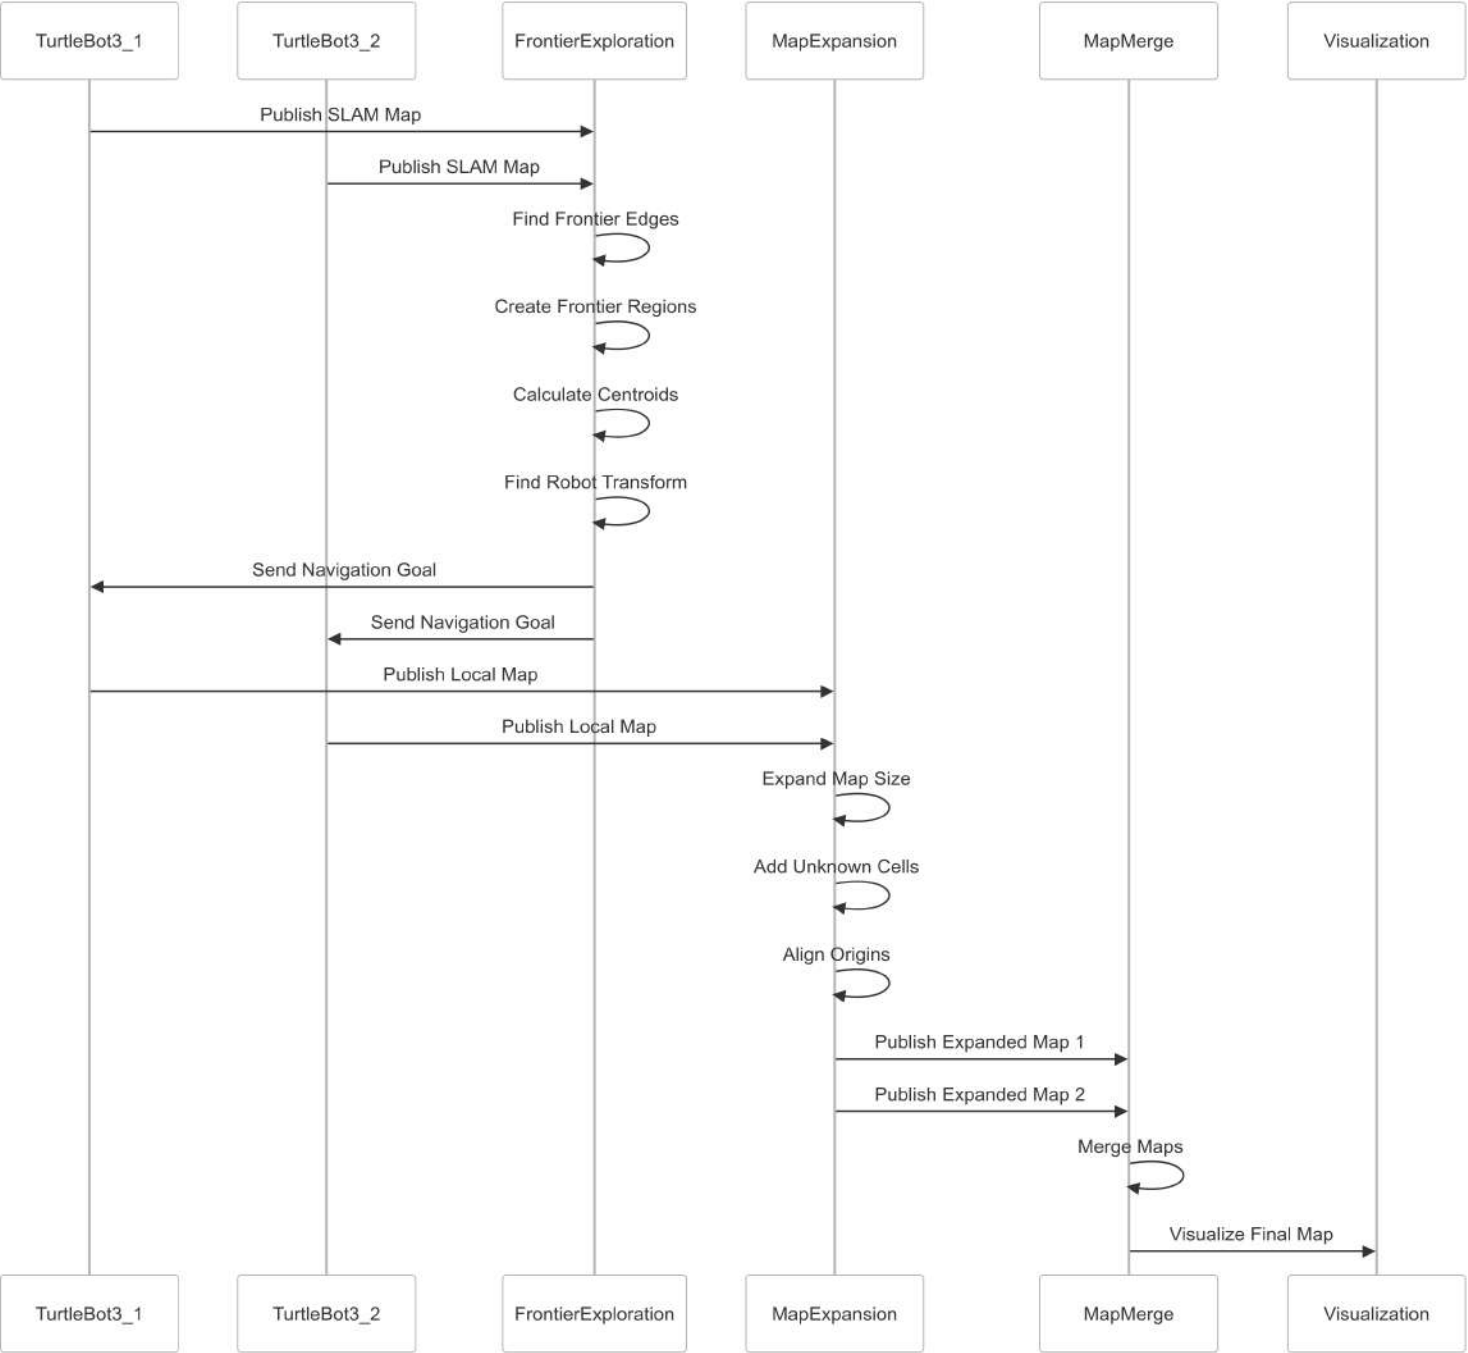 TurtleBot3_1
TurtleBot3_2
FrontierExploration
MapExpansion
MapMerge
Visualization
Publish SLAM Map
Publish SLAM Map
Find Frontier Edges
Create Frontier Regions
Calculate Centroids
Find Robot Transform
Send Navigation Goal
Send Navigation Goal
Publish Local Map
Publish Local Map
Expand Map Size
Add Unknown Cells
Align Origins
Publish Expanded Map 1
Publish Expanded Map 2
Merge Maps
Visualize Final Map
TurtleBot3_1
TurtleBot3_2
FrontierExploration
MapExpansion
MapMerge
Visualization